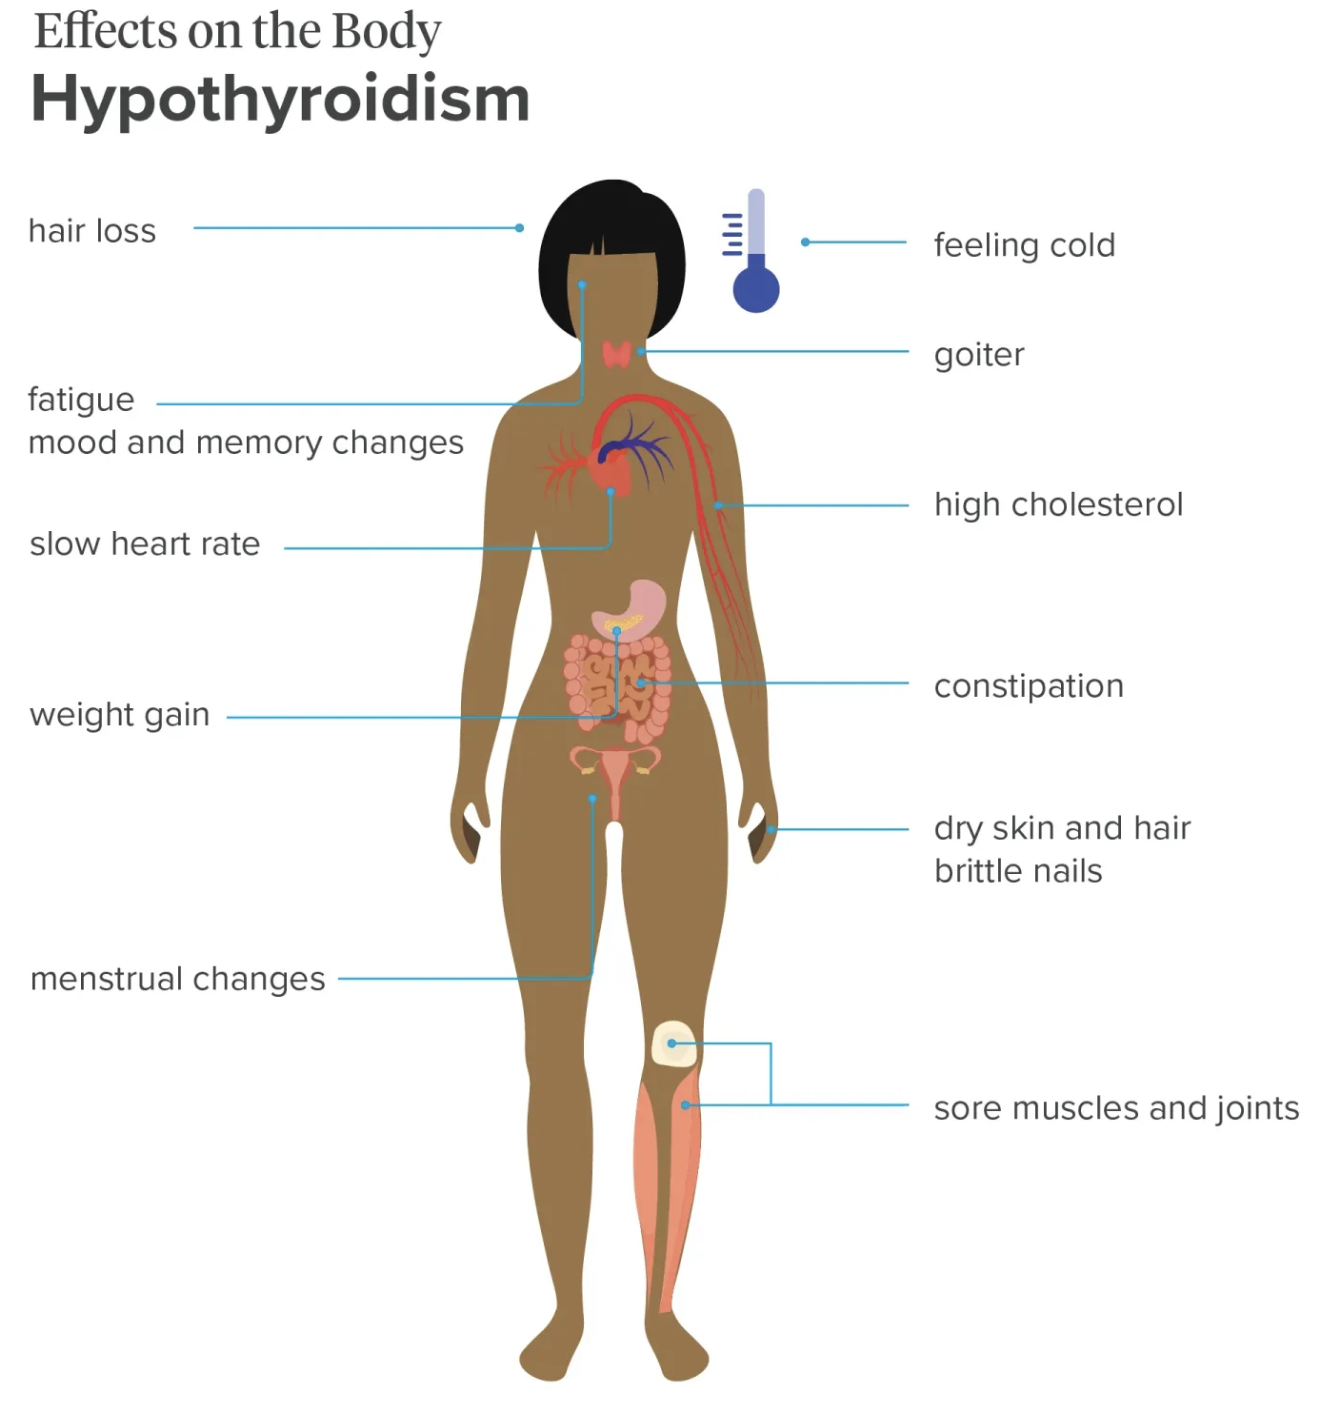 Effects on the Body
Hypothyroidism
hair loss
feeling cold
goiter
fatigue
mood and memory changes
high cholesterol
slow heart rate
constipation
weight gain
dry skin and hair
brittle nails
menstrual changes
sore muscles and joints